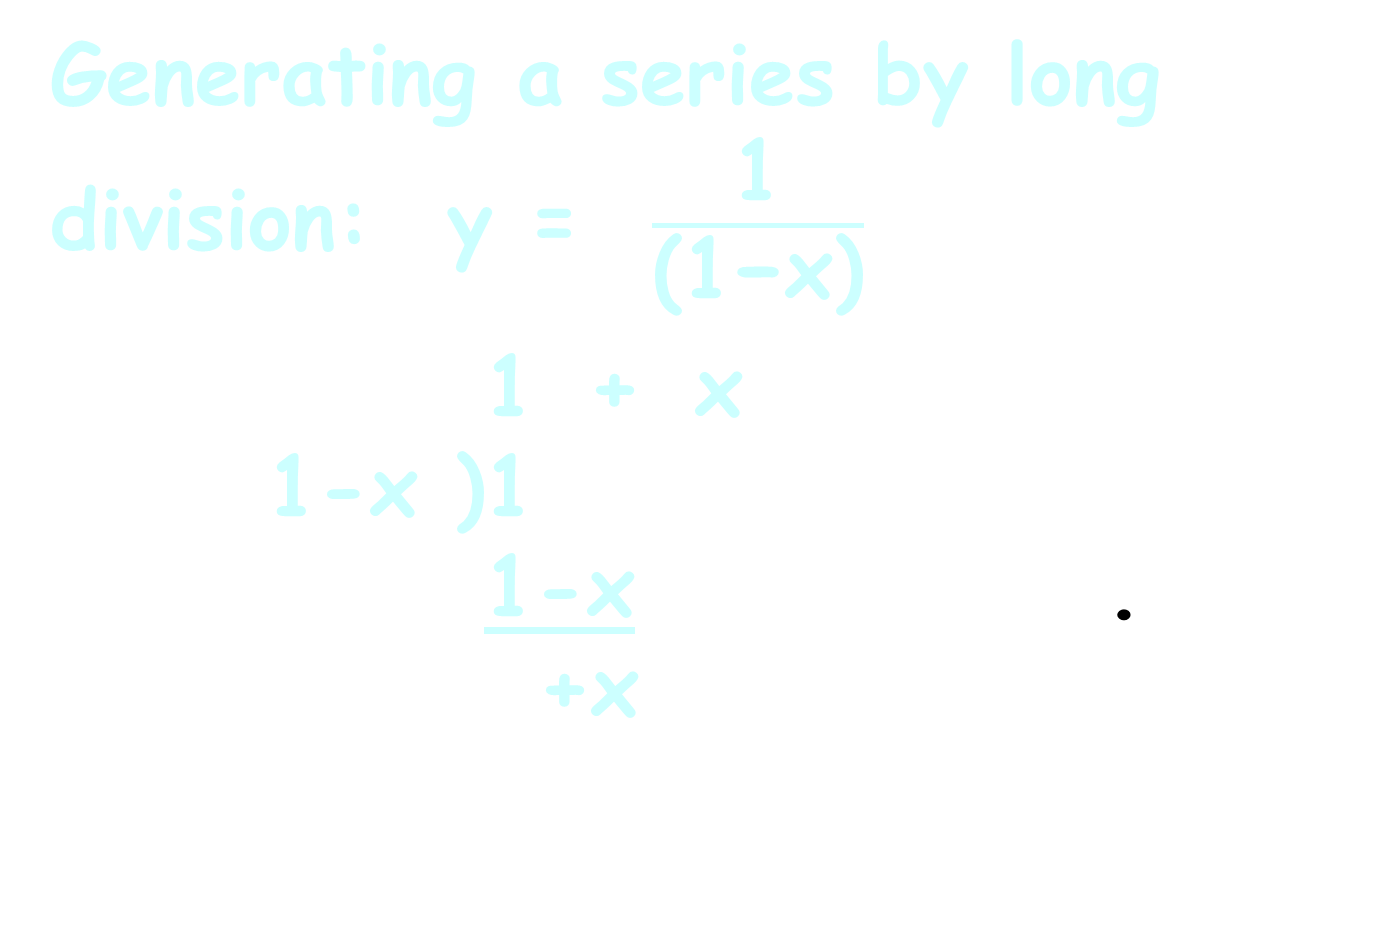 Generating a series by long
1
division: y =
(1-x)
1 + x
1-x )1
1-x
+x